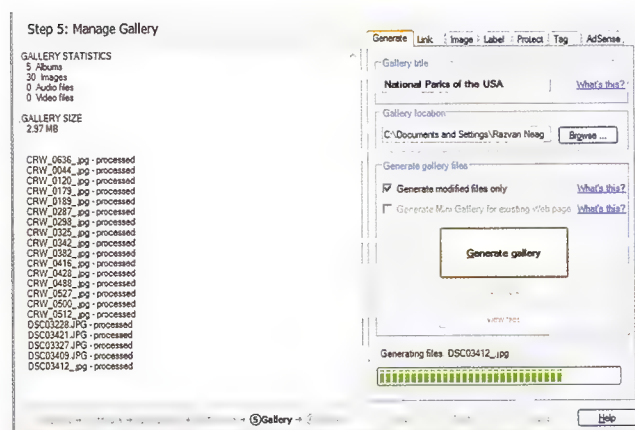 Step 5: Manage Gallery
GALLERY STATISTICS
5 Albums
30 Images
0 Audio files
0 Video files
GALLERY SIZE
2.97 MB
CRW_0636_.jpg - processed
CRW_0044_.jpg - processed
CRW_0120_.jpg - processed
CRW_0179_.jpg - processed
CRW_0189_.jpg - processed
CRW_0287_.jpg - processed
CRW_0298_.jpg - processed
CRW_0325_.jpg - processed
CRW_0342_.jpg - processed
CRW_0382_.jpg - processed
CRW_0416_.jpg - processed
CRW_0428_.jpg - processed
CRW_0488_.jpg - processed
CRW_0527_.jpg - processed
CRW_0500_.jpg - processed
CRW_0512_.jpg - processed
DSC03228.JPG - processed
DSC03421.JPG - processed
DSC03327.JPG - processed
DSC03409.JPG - processed
DSC03412_.jpg - processed
Generate Link Image Label Protect Tag AdSense
Gallery title
National Parks of the USA What's this?
Gallery location
C:\Documents and Settings\Razvan Neag Browse ...
Generate gallery files
Generate modified files only What's this?
Generate Mini Gallery for existing Web page What's this?
Generate gallery
Generating files. DSC03412_.jpg
5 Gallery
Help